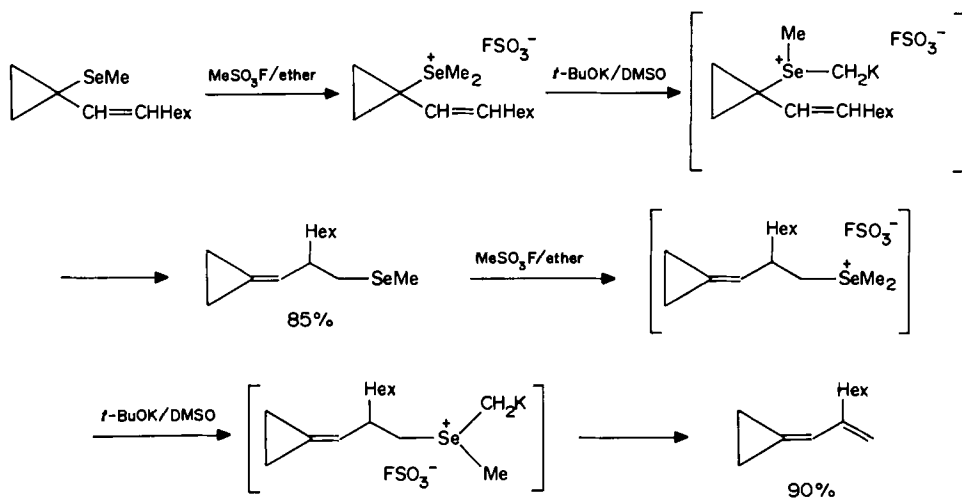 SeMe
CH=CHHex
MeSO₃F/ether
FSO₃⁻
SeMe₂
+
CH=CHHex
t-BuOK/DMSO
Me
FSO₃⁻
+
Se
CH₂K
CH=CHHex
Hex
SeMe
85%
MeSO₃F/ether
Hex
FSO₃⁻
+
SeMe₂
t-BuOK/DMSO
Hex
CH₂K
+
Se
FSO₃⁻
Me
Hex
90%